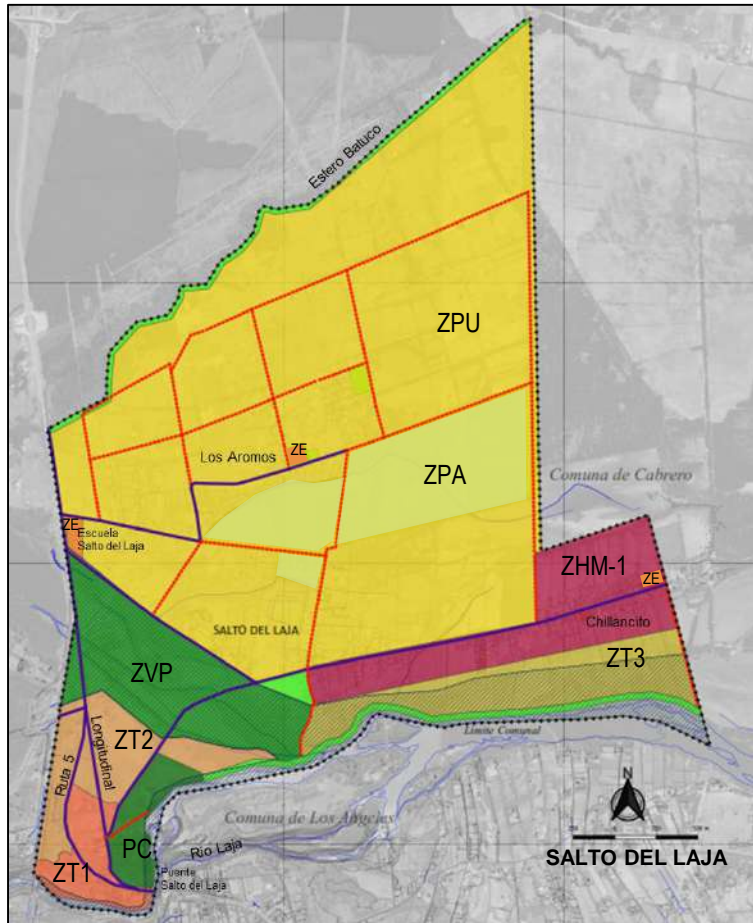 Estero Batuco
ZPU
Los Aromos
ZE
ZPA
Comuna de Cabrero
ZE
Escuela
Salto del Laja
ZHM-1
ZE
SALTO DEL LAJA
Chillancito
ZVP
ZT3
ZT2
Longitudinal
Ruta 5
Límite Comunal
Comuna de Los Angeles
N
PC
Rio Laja
SALTO DEL LAJA
ZT1
Puente
Salto del Laja